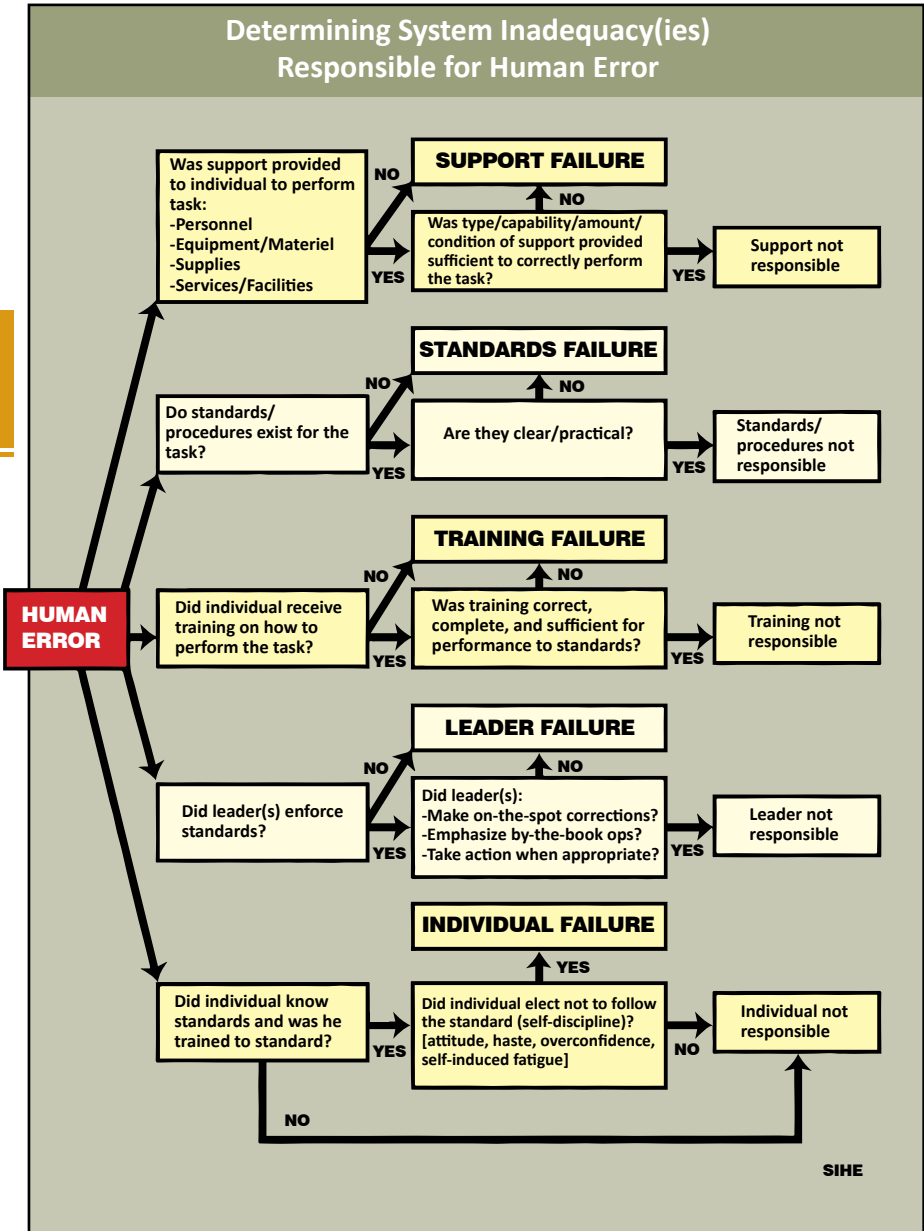 Determining System Inadequacy(ies)
Responsible for Human Error
Was support provided
to individual to perform
task:
-Personnel
-Equipment/Materiel
-Supplies
-Services/Facilities
NO
YES
SUPPORT FAILURE
NO
Was type/capability/amount/
condition of support provided
sufficient to correctly perform
the task?
YES
Support not
responsible
STANDARDS FAILURE
NO
NO
Do standards/
procedures exist for the
task?
YES
Are they clear/practical?
YES
Standards/
procedures not
responsible
TRAINING FAILURE
NO
NO
HUMAN
ERROR
Did individual receive
training on how to
perform the task?
YES
Was training correct,
complete, and sufficient for
performance to standards?
YES
Training not
responsible
LEADER FAILURE
NO
NO
Did leader(s) enforce
standards?
YES
Did leader(s):
-Make on-the-spot corrections?
-Emphasize by-the-book ops?
-Take action when appropriate?
YES
Leader not
responsible
INDIVIDUAL FAILURE
YES
Did individual know
standards and was he
trained to standard?
YES
Did individual elect not to follow
the standard (self-discipline)?
[attitude, haste, overconfidence,
self-induced fatigue]
NO
Individual not
responsible
NO
SIHE